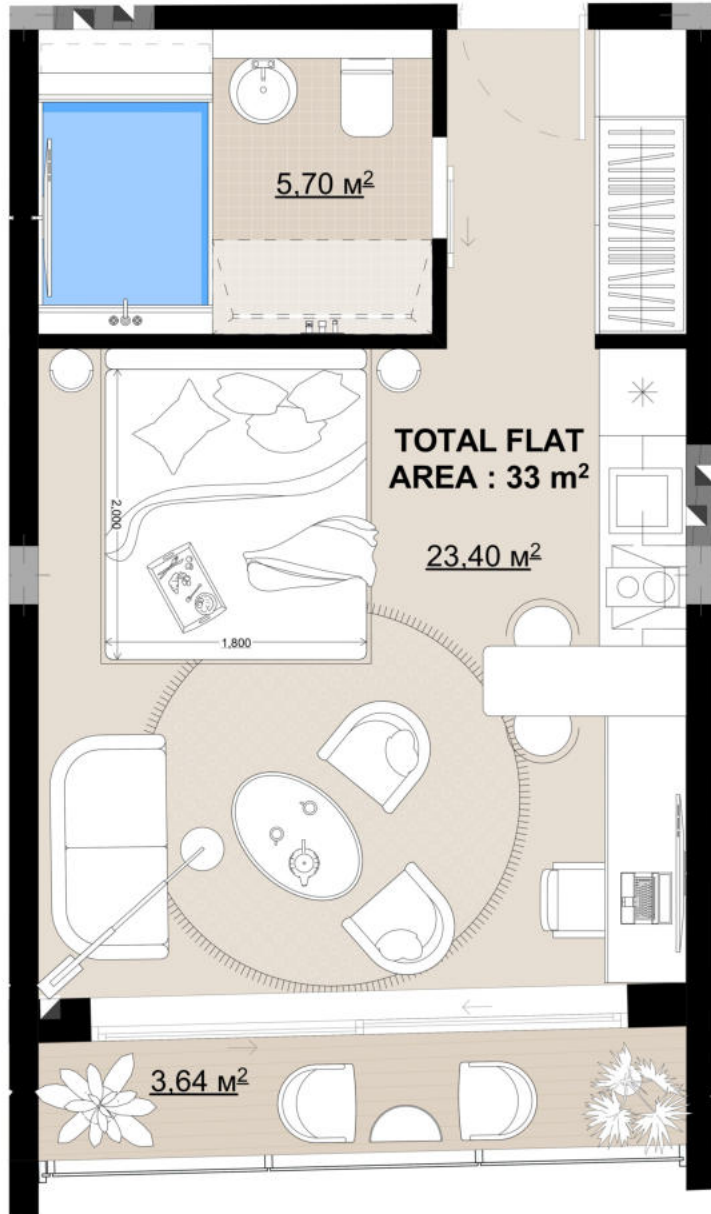 5,70 м²
TOTAL FLAT
AREA : 33 m²
23,40 м²
2,000
1,800
3,64 м²